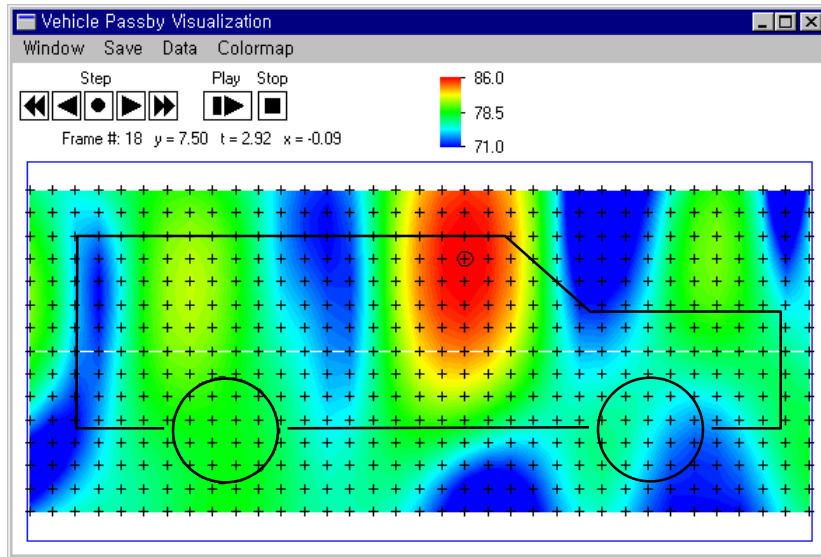 Vehicle Passby Visualization
Window Save Data Colormap
Step Play Stop
86.0
78.5
71.0
Frame #: 18 y = 7.50 t = 2.92 x = -0.09